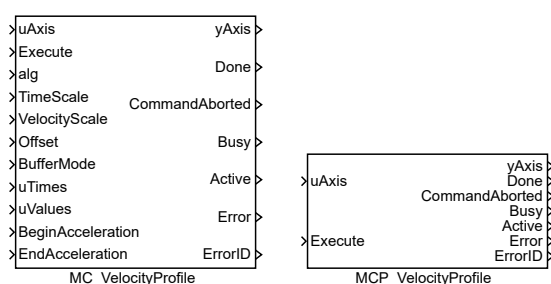 uAxis
Execute
alg
TimeScale
VelocityScale
Offset
BufferMode
uTimes
uValues
BeginAcceleration
EndAcceleration
yAxis
Done
CommandAborted
Busy
Active
Error
ErrorID
MC_VelocityProfile
uAxis
Execute
yAxis
Done
CommandAborted
Busy
Active
Error
ErrorID
MCP_VelocityProfile